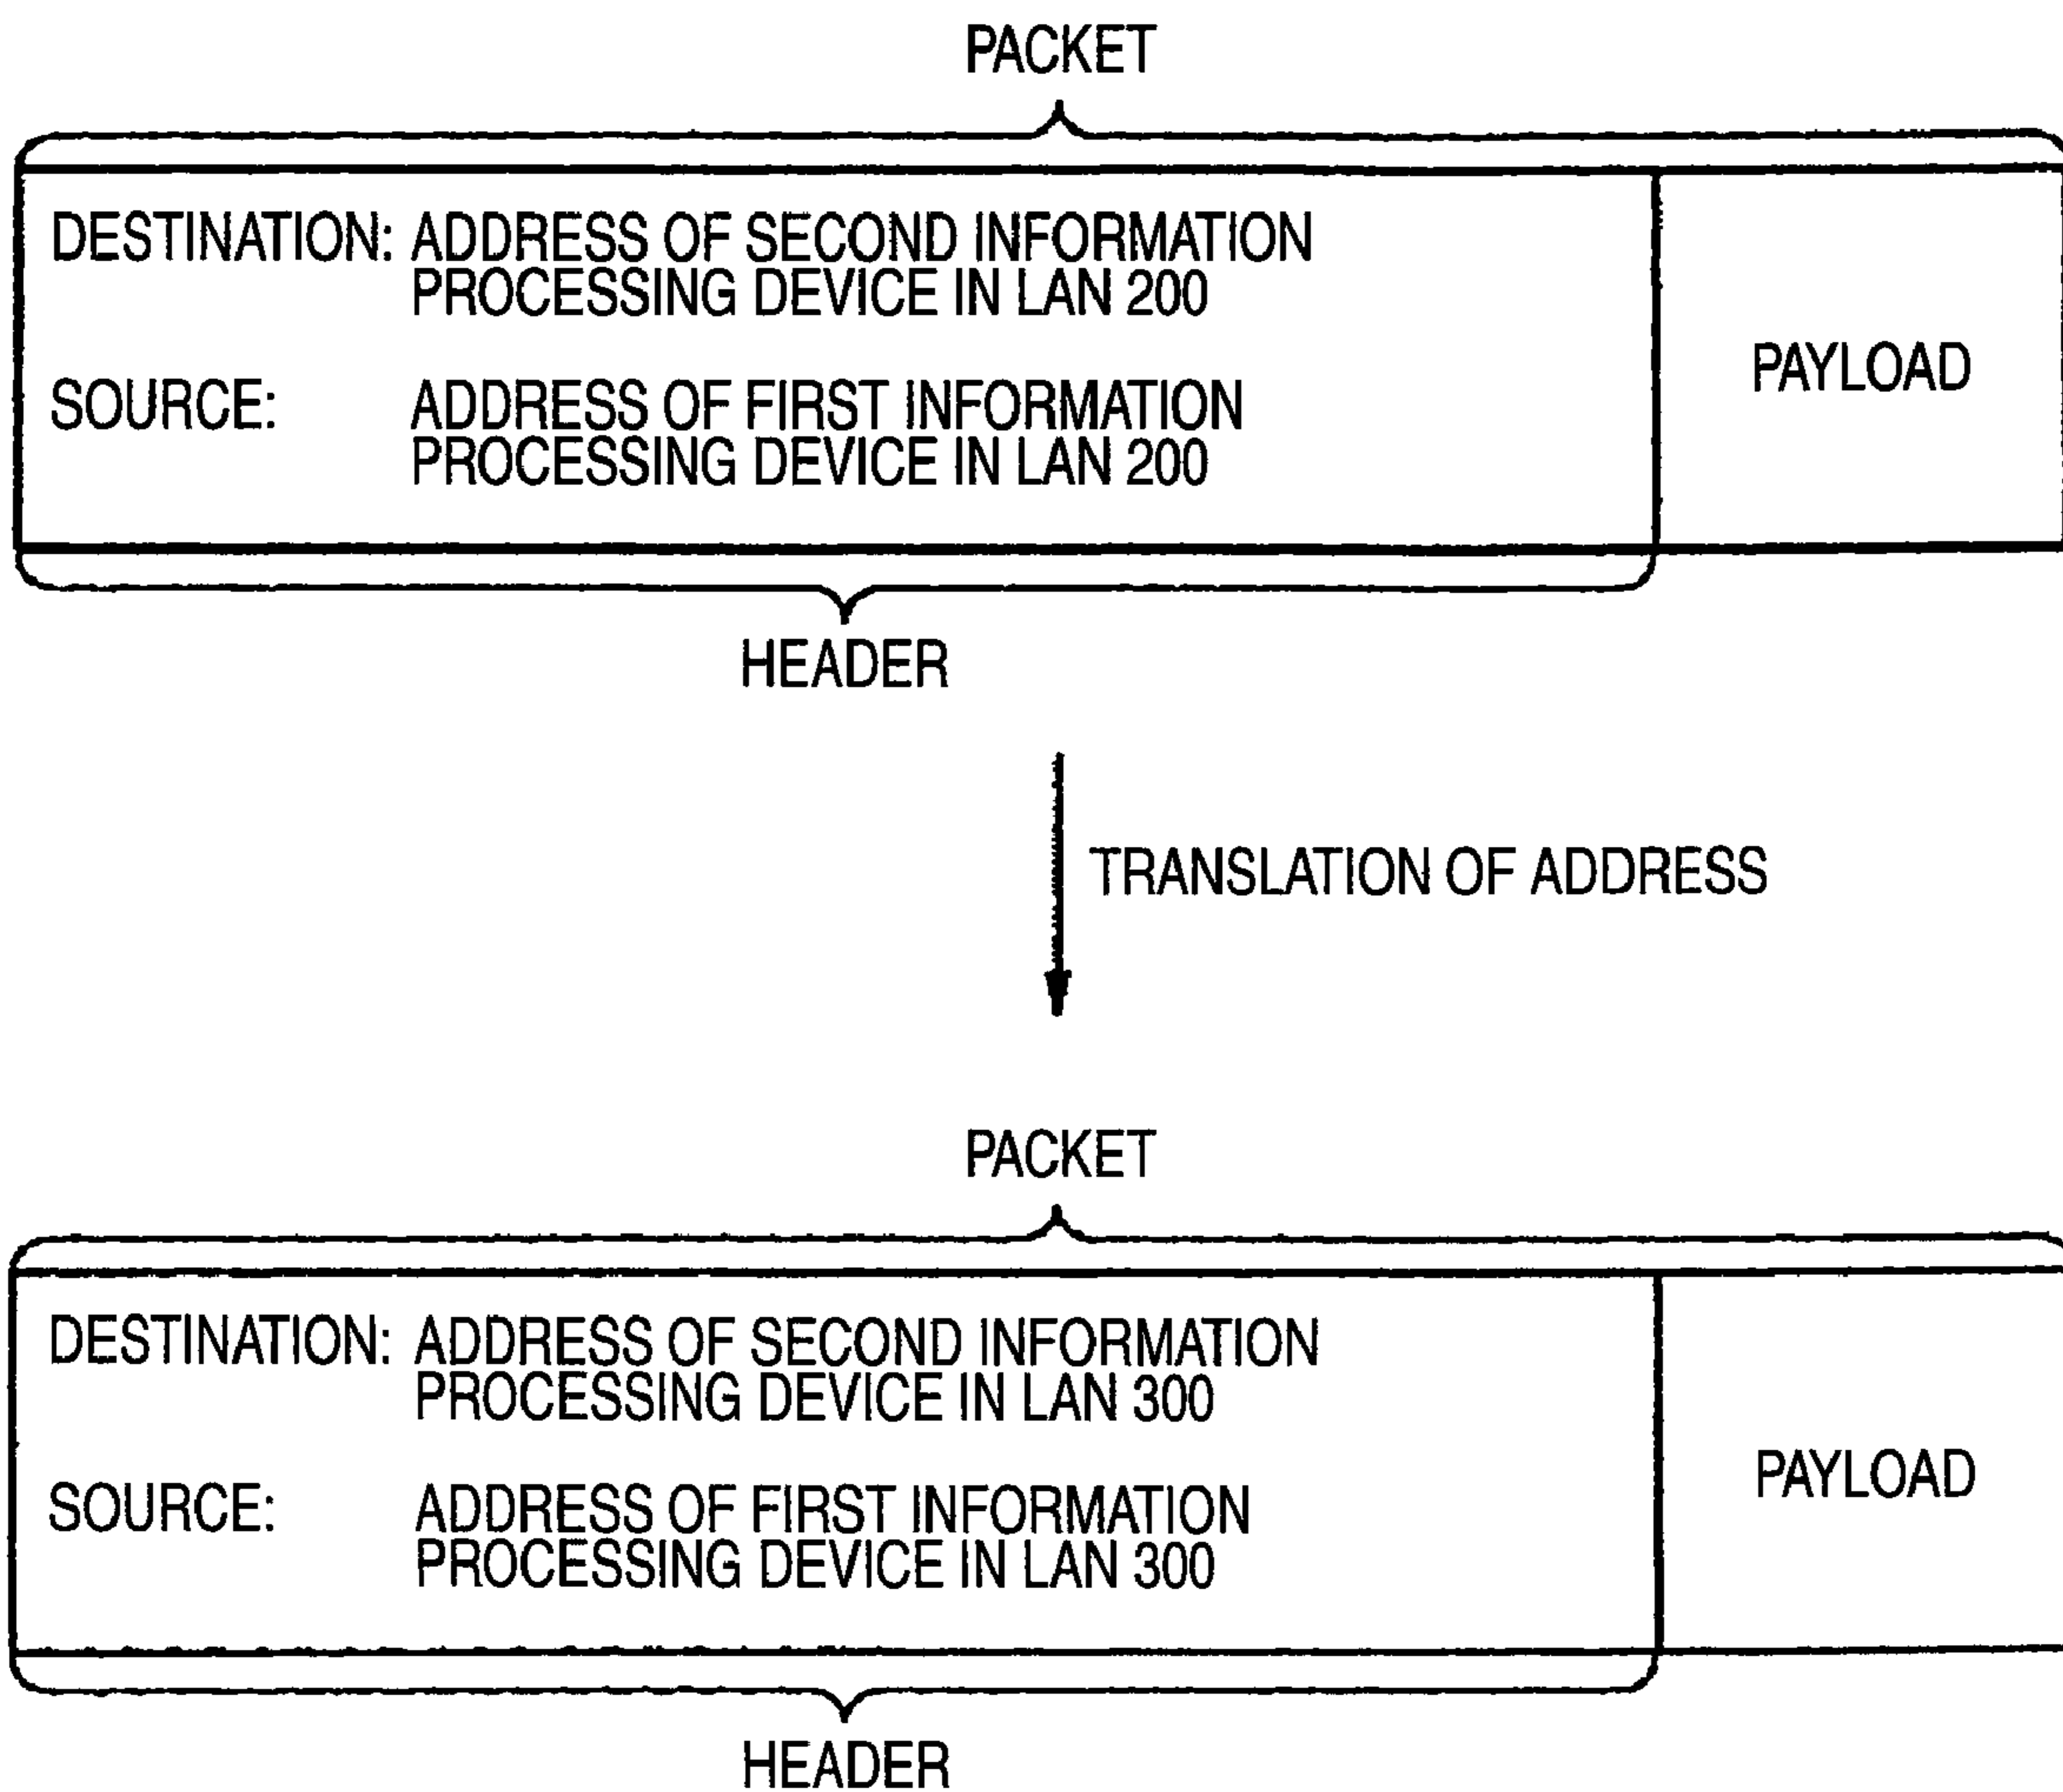 PACKET
DESTINATION: ADDRESS OF SECOND INFORMATION
PROCESSING DEVICE IN LAN 200
PAYLOAD
SOURCE: ADDRESS OF FIRST INFORMATION
PROCESSING DEVICE IN LAN 200
HEADER
TRANSLATION OF ADDRESS
PACKET
DESTINATION: ADDRESS OF SECOND INFORMATION
PROCESSING DEVICE IN LAN 300
PAYLOAD
SOURCE: ADDRESS OF FIRST INFORMATION
PROCESSING DEVICE IN LAN 300
HEADER